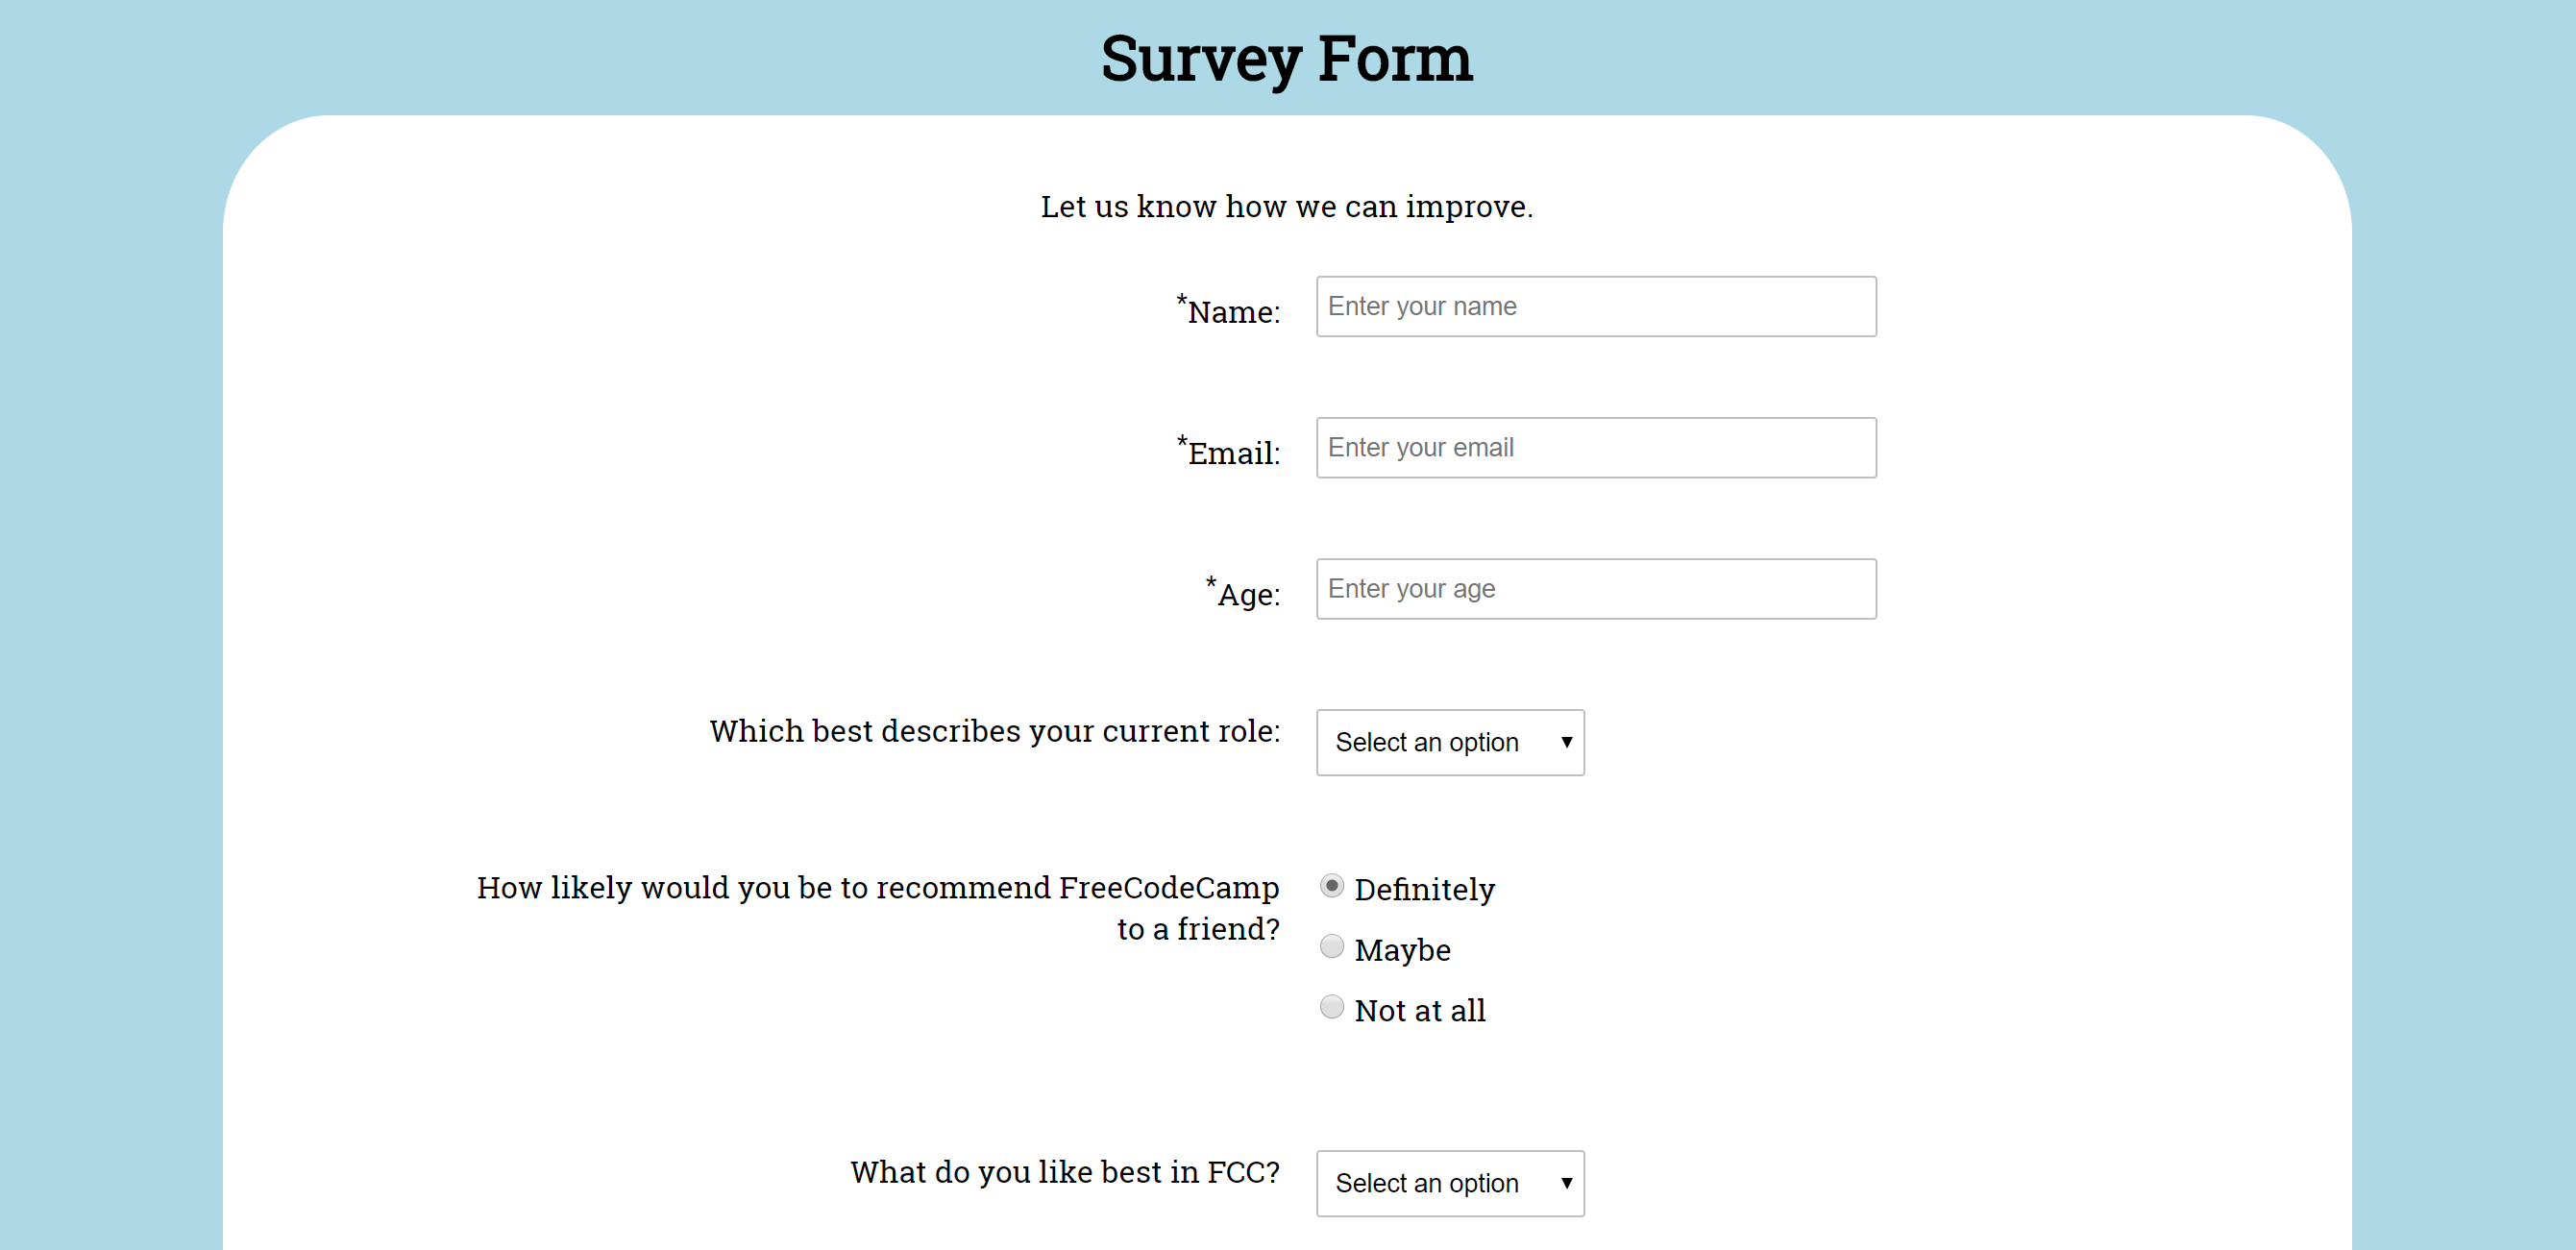 Survey Form
Let us know how we can improve.
*Name: Enter your name
*Email: Enter your email
*Age: Enter your age
Which best describes your current role: Select an option
How likely would you be to recommend FreeCodeCamp
to a friend?
Definitely
Maybe
Not at all
What do you like best in FCC? Select an option